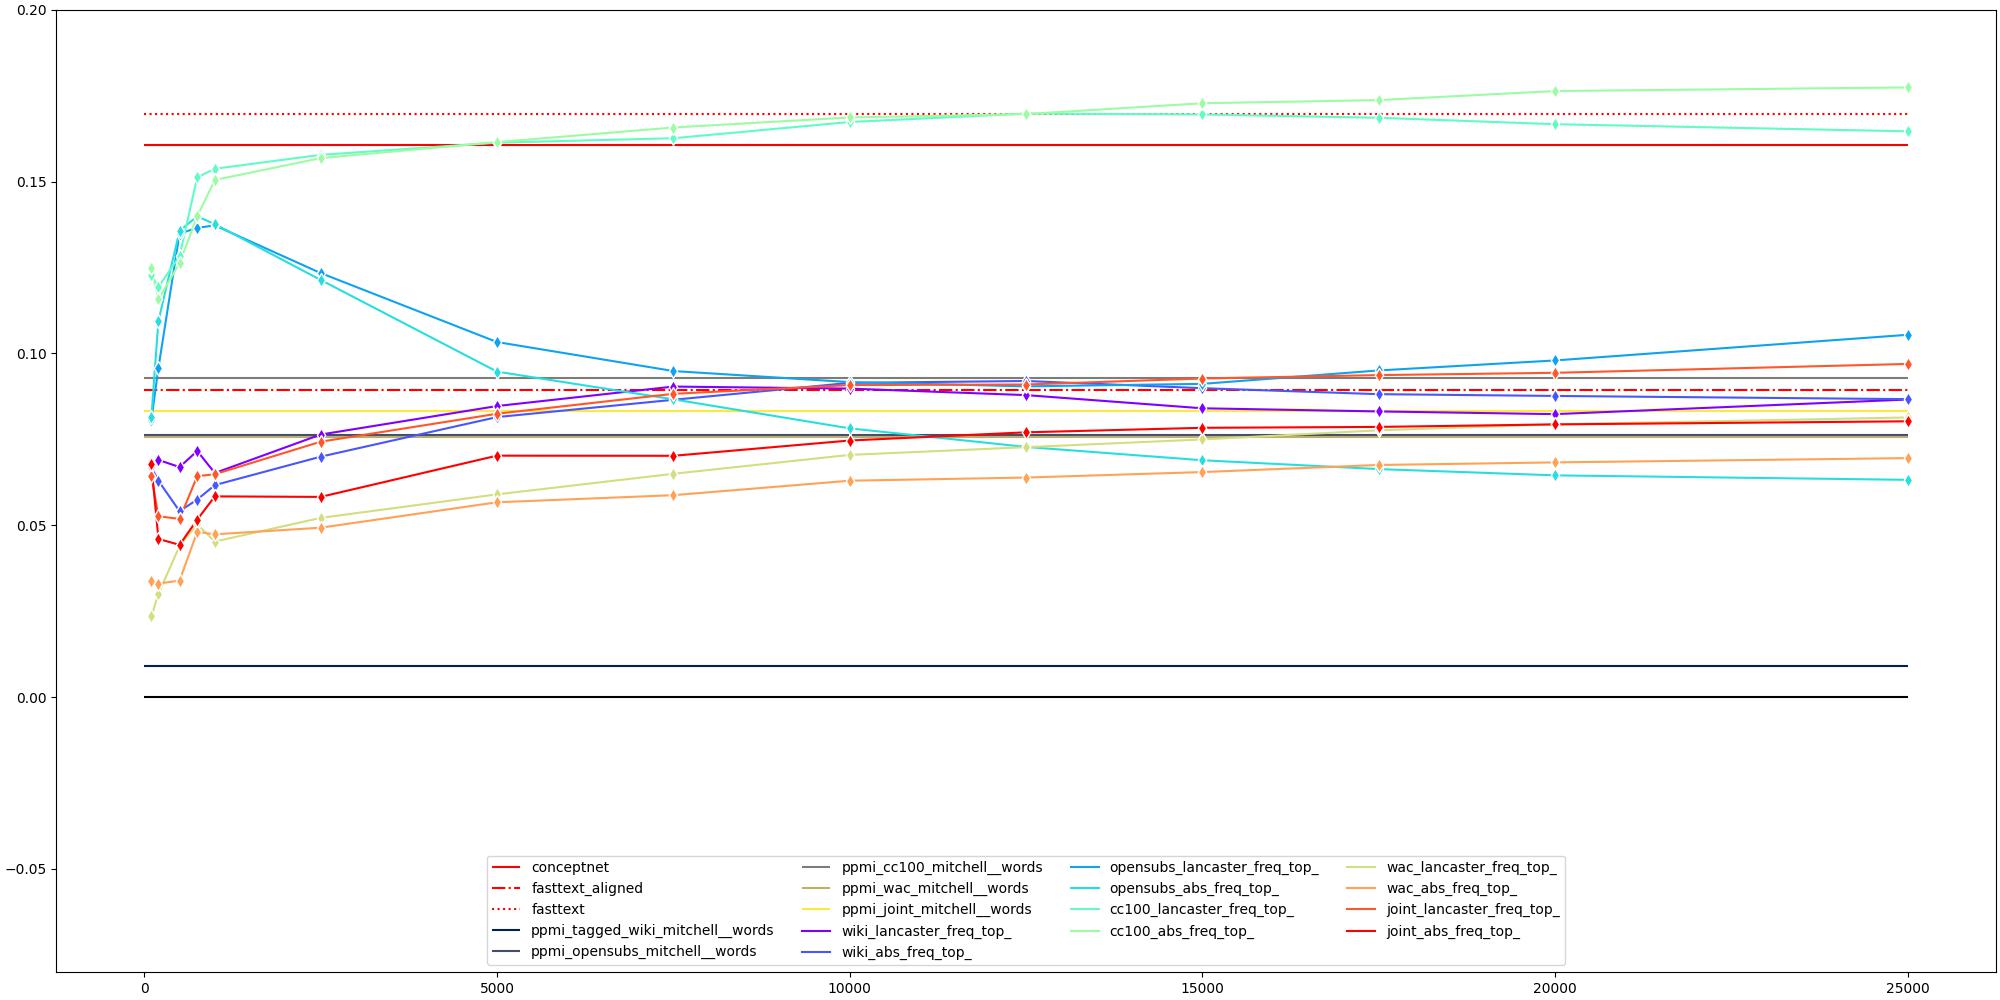 0.20
0.15
0.10
0.05
0.00
−0.05
conceptnet
fasttext_aligned
fasttext
ppmi_tagged_wiki_mitchell__words
ppmi_opensubs_mitchell__words
ppmi_cc100_mitchell__words
ppmi_wac_mitchell__words
ppmi_joint_mitchell__words
wiki_lancaster_freq_top_
wiki_abs_freq_top_
opensubs_lancaster_freq_top_
opensubs_abs_freq_top_
cc100_lancaster_freq_top_
cc100_abs_freq_top_
wac_lancaster_freq_top_
wac_abs_freq_top_
joint_lancaster_freq_top_
joint_abs_freq_top_
0 5000 10000 15000 20000 25000